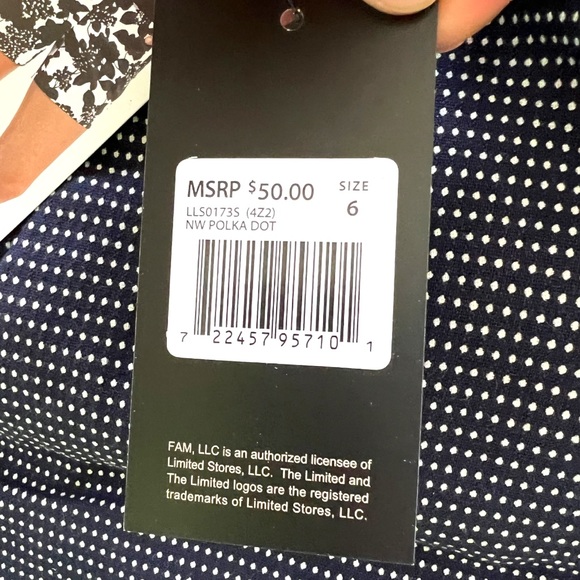 MSRP $50.00 SIZE
LLS0173S (4Z2) 6
NW POLKA DOT
7 22457 95710 1
FAM, LLC is an authorized licensee of
Limited Stores, LLC. The Limited and
The Limited logos are the registered
trademarks of Limited Stores, LLC.